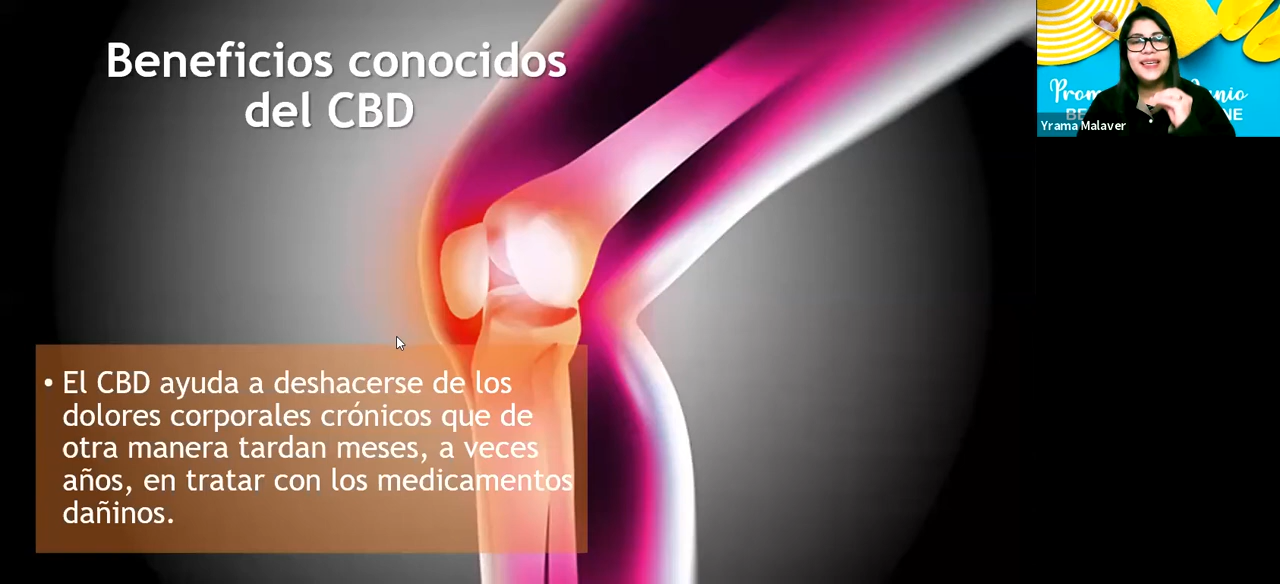 Beneficios conocidos
del CBD
• El CBD ayuda a deshacerse de los
dolores corporales crónicos que de
otra manera tardan meses, a veces
años, en tratar con los medicamentos
dañinos.
Yrama Malaver